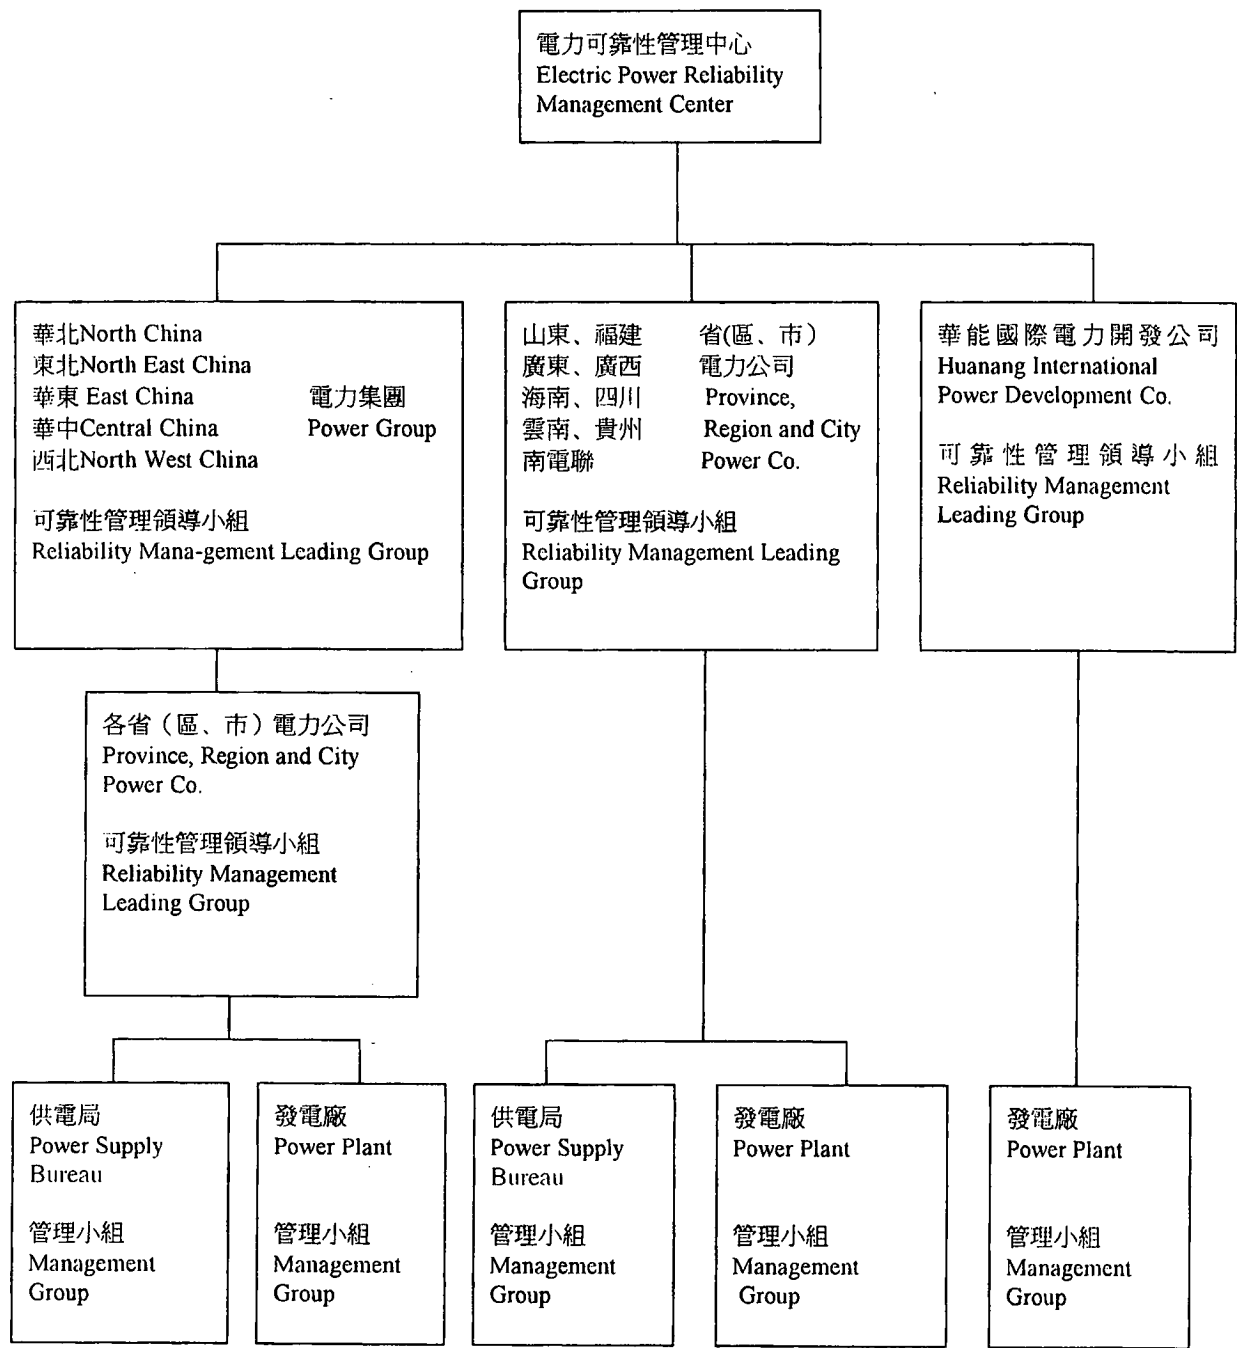 電力可靠性管理中心
Electric Power Reliability
Management Center
華北North China
東北North East China
華東 East China 電力集團
華中Central China Power Group
西北North West China
可靠性管理領導小組
Reliability Mana-gement Leading Group
山東、福建 省(區、市)
廣東、廣西 電力公司
海南、四川 Province,
雲南、貴州 Region and City
南電聯 Power Co.
可靠性管理領導小組
Reliability Management Leading
Group
華能國際電力開發公司
Huanang International
Power Development Co.
可靠性管理領導小組
Reliability Management
Leading Group
各省（區、市）電力公司
Province, Region and City
Power Co.
可靠性管理領導小組
Reliability Management
Leading Group
供電局
Power Supply
Bureau
管理小組
Management
Group
發電廠
Power Plant
管理小組
Management
Group
供電局
Power Supply
Bureau
管理小組
Management
Group
發電廠
Power Plant
管理小組
Management
Group
發電廠
Power Plant
管理小組
Management
Group